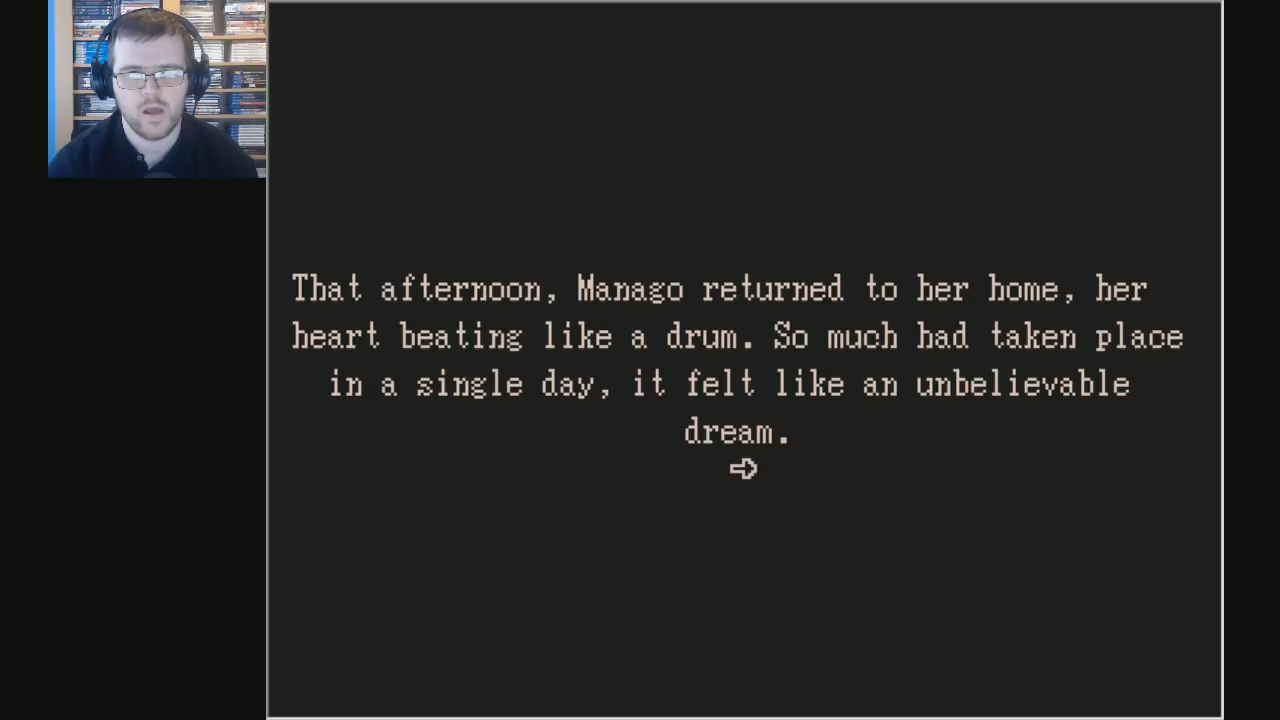 That afternoon, Manago returned to her home, her
heart beating like a drum. So much had taken place
in a single day, it felt like an unbelievable
dream.